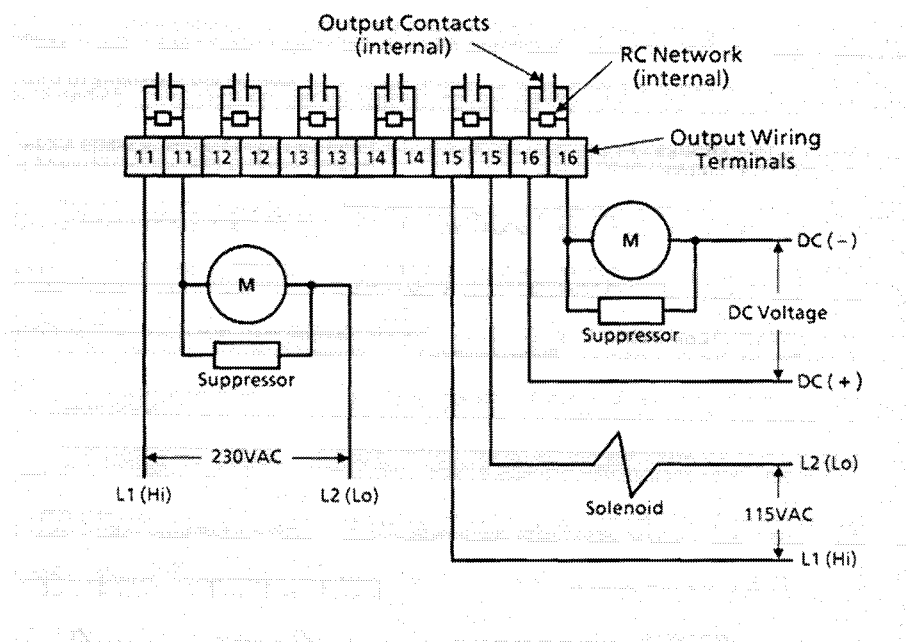 Output Contacts
(internal)
RC Network
(internal)
Output Wiring
Terminals
11 11 12 12 13 13 14 14 15 15 16 16
M
DC (-)
DC Voltage
Suppressor
DC ( + )
M
Suppressor
230VAC
L1 (Hi)
L2 (Lo)
L2 (Lo)
Solenoid
115VAC
L1 (Hi)